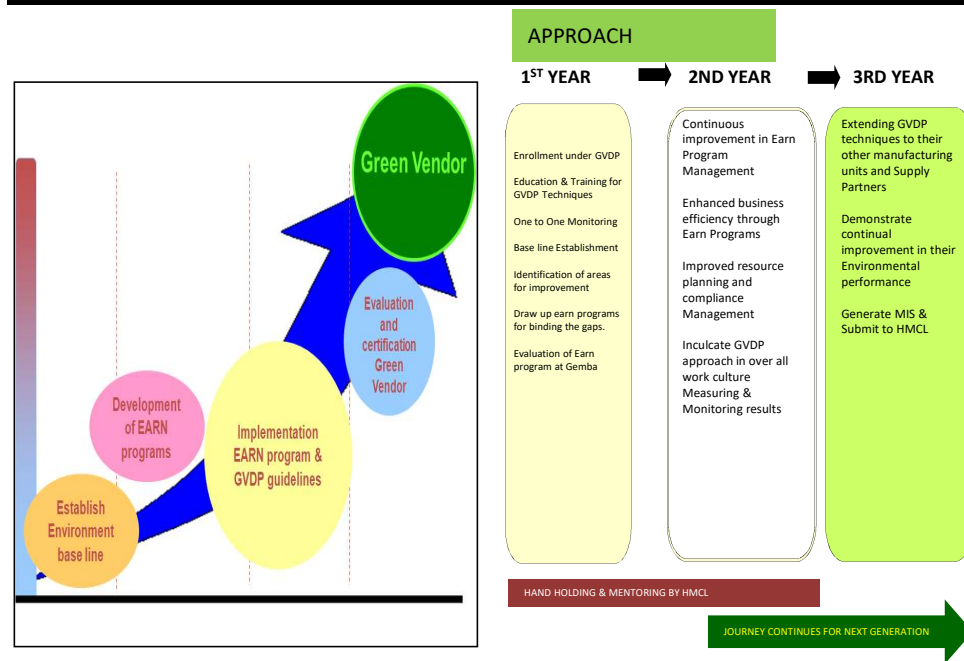 Green Vendor
Evaluation
and
certification
Green
Vendor
Development
of EARN
programs
Implementation
EARN program &
GVDP guidelines
Establish
Environment
base line
APPROACH
1ST YEAR
2ND YEAR
3RD YEAR
Enrollment under GVDP
Education & Training for
GVDP Techniques
One to One Monitoring
Base line Establishment
Identification of areas
for improvement
Draw up earn programs
for binding the gaps.
Evaluation of Earn
program at Gemba
Continuous
improvement in Earn
Program
Management
Enhanced business
efficiency through
Earn Programs
Improved resource
planning and
compliance
Management
Inculcate GVDP
approach in over all
work culture
Measuring &
Monitoring results
Extending GVDP
techniques to their
other manufacturing
units and Supply
Partners
Demonstrate
continual
improvement in their
Environmental
performance
Generate MIS &
Submit to HMCL
HAND HOLDING & MENTORING BY HMCL
JOURNEY CONTINUES FOR NEXT GENERATION